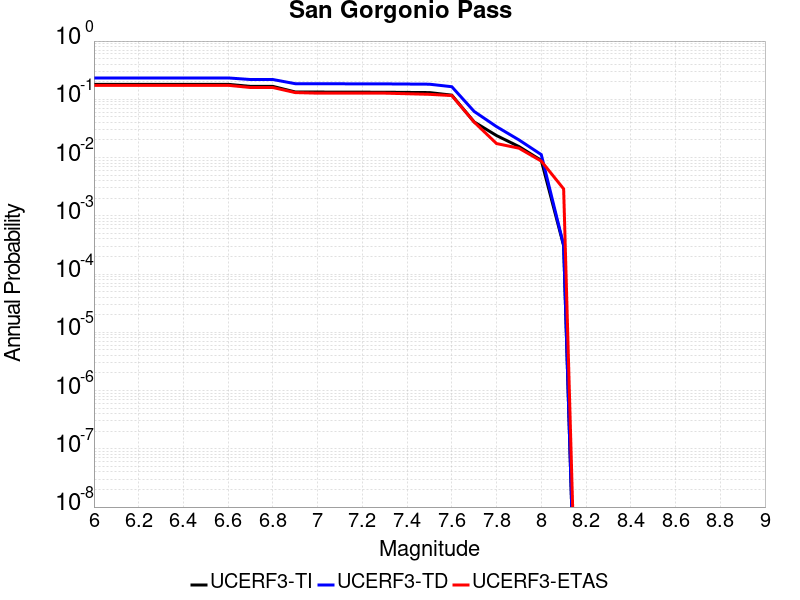 San Gorgonio Pass
10^0
10^-1
10^-2
10^-3
10^-4
10^-5
10^-6
10^-7
10^-8
Annual Probability
6 6.2 6.4 6.6 6.8 7 7.2 7.4 7.6 7.8 8 8.2 8.4 8.6 8.8 9
Magnitude
UCERF3-TI UCERF3-TD UCERF3-ETAS